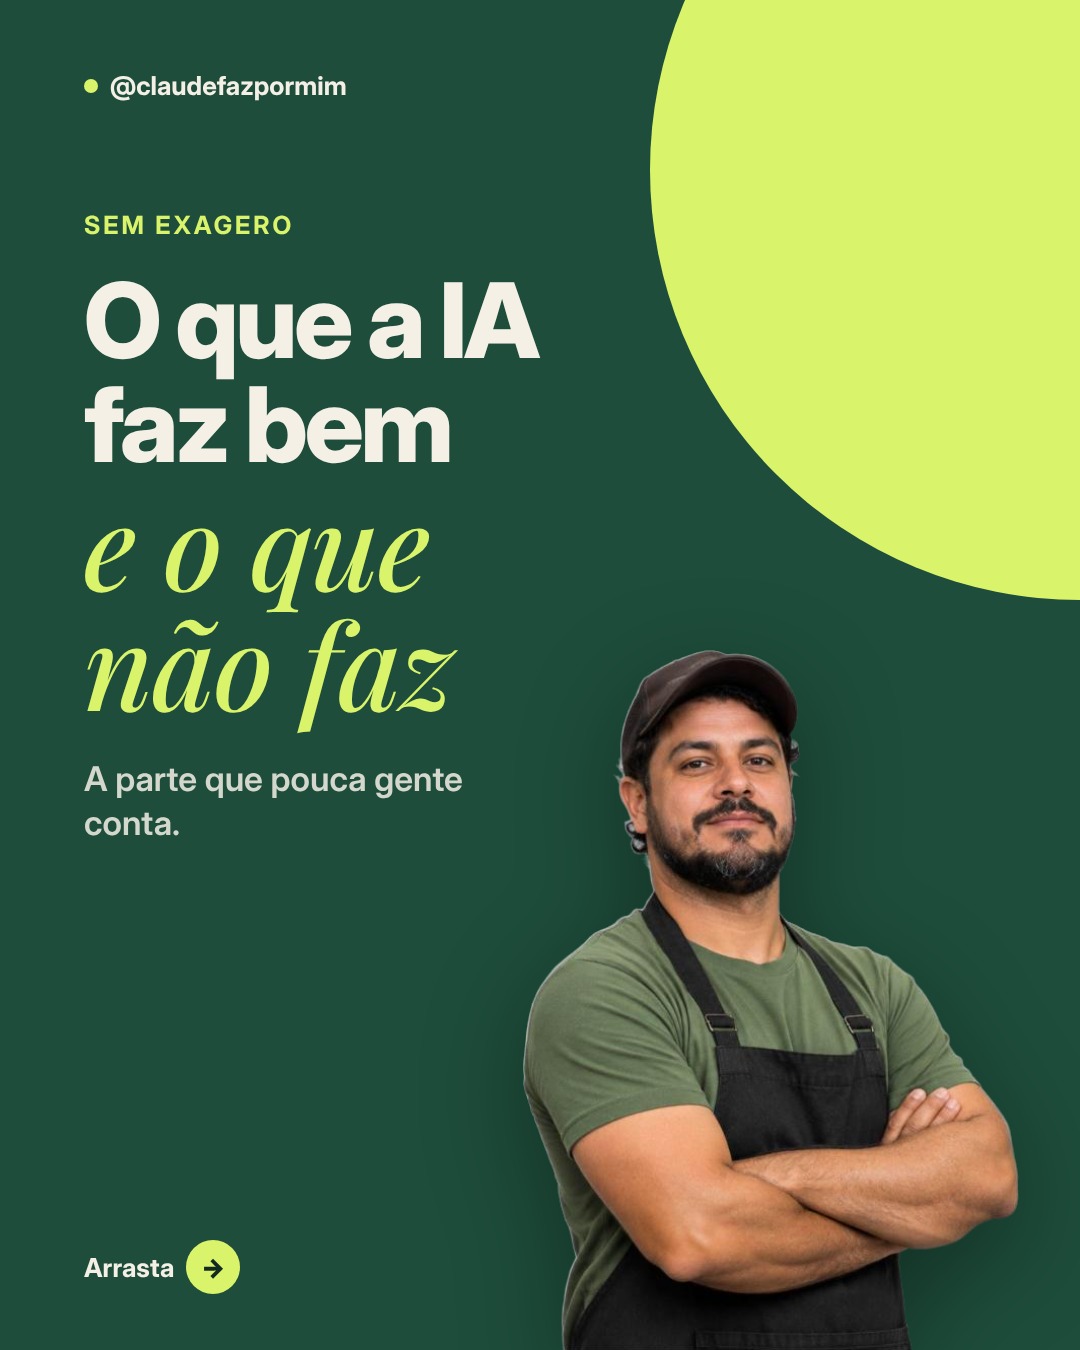 @claudefazpormim
SEM EXAGERO
O que a IA
faz bem
e o que
não faz
A parte que pouca gente
conta.
Arrasta